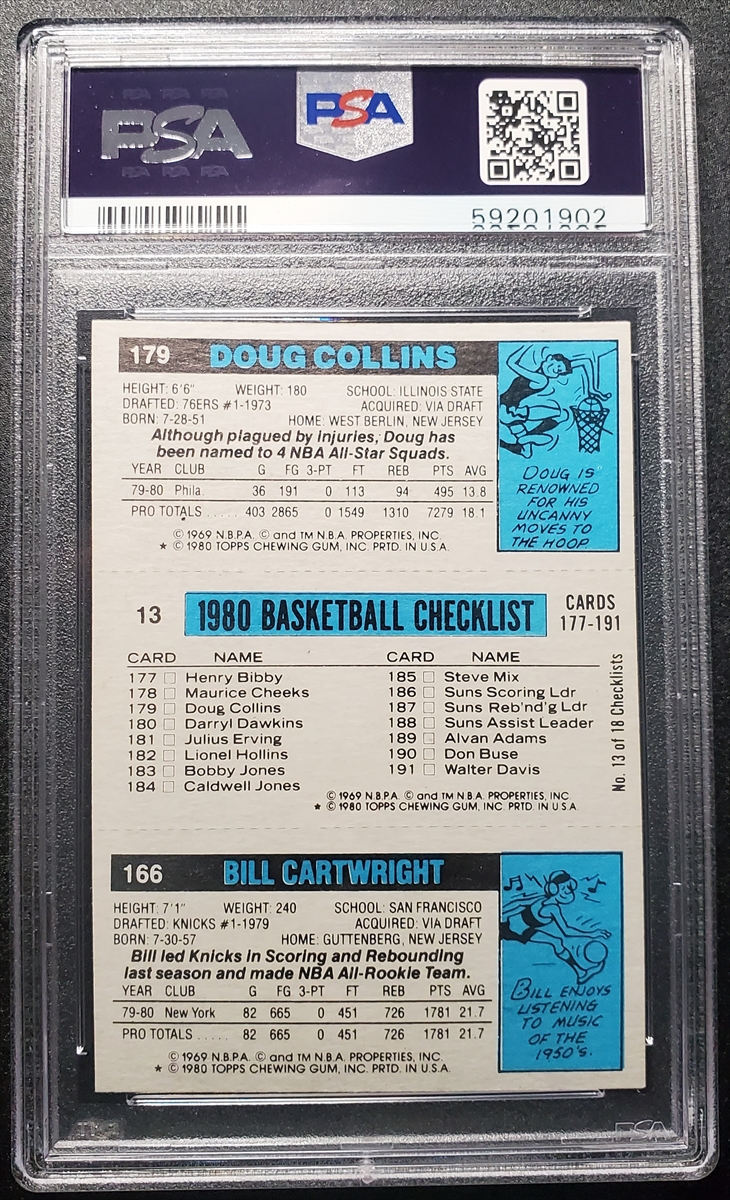 PSA PSA PSA
PSA
PSA PSA PSA
PSA
59201902
179 DOUG COLLINS
HEIGHT: 6'6" WEIGHT: 180 SCHOOL: ILLINOIS STATE
DRAFTED: 76ERS #1-1973 ACQUIRED: VIA DRAFT
BORN: 7-28-51 HOME: WEST BERLIN, NEW JERSEY
Although plagued by injuries, Doug has
been named to 4 NBA All-Star Squads.
YEAR CLUB G FG 3-PT FT REB PTS AVG
79-80 Phila. 36 191 0 113 94 495 13.8
PRO TOTALS ..... 403 2865 0 1549 1310 7279 18.1
© 1969 N.B.P.A. © and TM N.B.A. PROPERTIES, INC.
★ © 1980 TOPPS CHEWING GUM, INC. PRTD. IN U.S.A.
DOUG IS
RENOWNED
FOR HIS
UNCANNY
MOVES TO
THE HOOP.
13 1980 BASKETBALL CHECKLIST CARDS
177-191
CARD NAME
177 Henry Bibby
178 Maurice Cheeks
179 Doug Collins
180 Darryl Dawkins
181 Julius Erving
182 Lionel Hollins
183 Bobby Jones
184 Caldwell Jones
CARD NAME
185 Steve Mix
186 Suns Scoring Ldr
187 Suns Reb'nd'g Ldr
188 Suns Assist Leader
189 Alvan Adams
190 Don Buse
191 Walter Davis
© 1969 N.B.P.A. © and TM N.B.A. PROPERTIES, INC.
★ © 1980 TOPPS CHEWING GUM, INC. PRTD. IN U.S.A.
No. 13 of 18 Checklists
166 BILL CARTWRIGHT
HEIGHT: 7'1" WEIGHT: 240 SCHOOL: SAN FRANCISCO
DRAFTED: KNICKS #1-1979 ACQUIRED: VIA DRAFT
BORN: 7-30-57 HOME: GUTTENBERG, NEW JERSEY
Bill led Knicks in Scoring and Rebounding
last season and made NBA All-Rookie Team.
YEAR CLUB G FG 3-PT FT REB PTS AVG
79-80 New York 82 665 0 451 726 1781 21.7
PRO TOTALS ..... 82 665 0 451 726 1781 21.7
© 1969 N.B.P.A. © and TM N.B.A. PROPERTIES, INC.
★ © 1980 TOPPS CHEWING GUM, INC. PRTD. IN U.S.A.
BILL ENJOYS
LISTENING
TO MUSIC
OF THE
1950's.
PSA